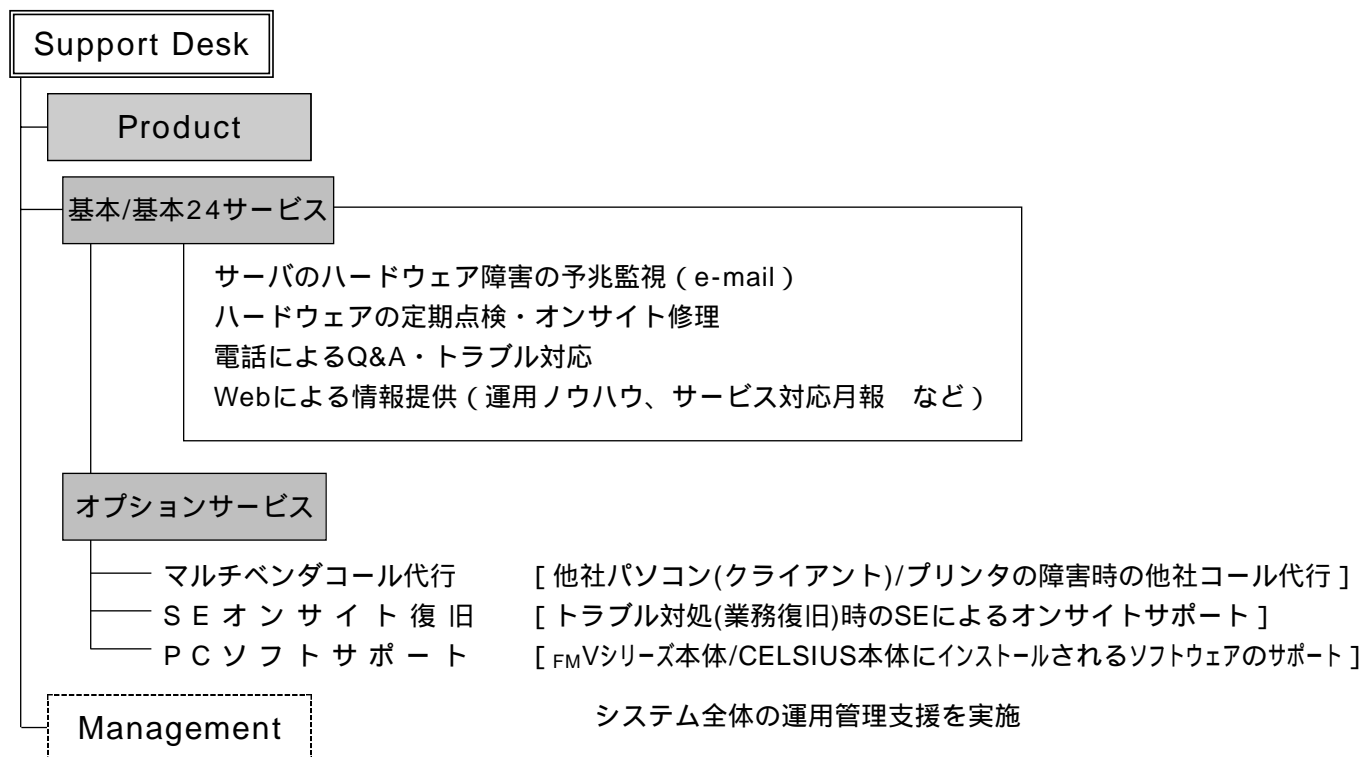 Support Desk
Product
基本/基本24サービス
サーバのハードウェア障害の予兆監視（e-mail）
ハードウェアの定期点検・オンサイト修理
電話によるQ&A・トラブル対応
Webによる情報提供（運用ノウハウ、サービス対応月報　など）
オプションサービス
マルチベンダコール代行 [ 他社パソコン(クライアント)/プリンタの障害時の他社コール代行 ]
S E オ ン サ イ ト 復 旧 [ トラブル対処(業務復旧)時のSEによるオンサイトサポート ]
P C ソ フ ト サ ポ ー ト [ FMVシリーズ本体/CELSIUS本体にインストールされるソフトウェアのサポート ]
Management システム全体の運用管理支援を実施